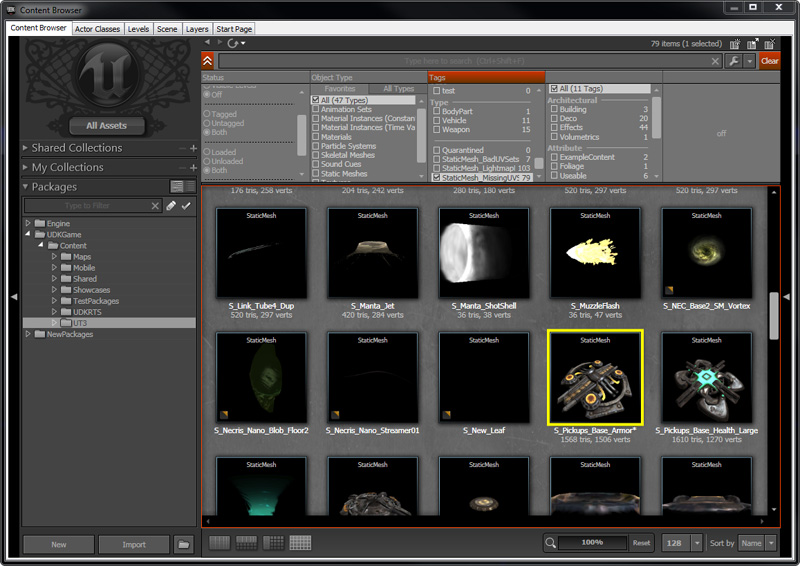 Content Browser
Content Browser Actor Classes Levels Scene Layers Start Page
79 items (1 selected)
Type here to search (Ctrl+Shift+F)
Clear
All Assets
Shared Collections
My Collections
Packages
Type to Filter
Engine
UDKGame
Content
Maps
Mobile
Shared
Showcases
TestPackages
UDKRTS
UT3
NewPackages
New Import
Status
Off
Tagged
Untagged
Both
Loaded
Unloaded
Both
Object Type
Favorites All Types
All (47 Types)
Animation Sets
Material Instances (Constan
Material Instances (Time Va
Materials
Particle Systems
Skeletal Meshes
Sound Cues
Static Meshes
Tags
test 0
Type
BodyPart 1
Vehicle 11
Weapon 15
Quarantined 0
StaticMesh_BadUVSets 7
StaticMesh_Lightmapl 103
StaticMesh_MissingUVS 79
All (11 Tags)
Architectural
Building 3
Deco 20
Effects 44
Volumetrics 1
Attribute
ExampleContent 2
Foliage 1
Useable 6
off
176 tris, 258 verts 204 tris, 242 verts 280 tris, 180 verts 520 tris, 297 verts 520 tris, 297 verts
StaticMesh StaticMesh StaticMesh StaticMesh StaticMesh
S_Link_Tube4_Dup S_Manta_Jet S_Manta_ShotShell S_MuzzleFlash S_NEC_Base2_SM_Vortex
520 tris, 297 verts 420 tris, 284 verts 36 tris, 38 verts 36 tris, 47 verts
StaticMesh StaticMesh StaticMesh StaticMesh StaticMesh
S_Necris_Nano_Blob_Floor2 S_Necris_Nano_Streamer01 S_New_Leaf S_Pickups_Base_Armor* S_Pickups_Base_Health_Large
1568 tris, 1506 verts 1610 tris, 1270 verts
StaticMesh StaticMesh StaticMesh StaticMesh StaticMesh
100% Reset 128 Sort by Name